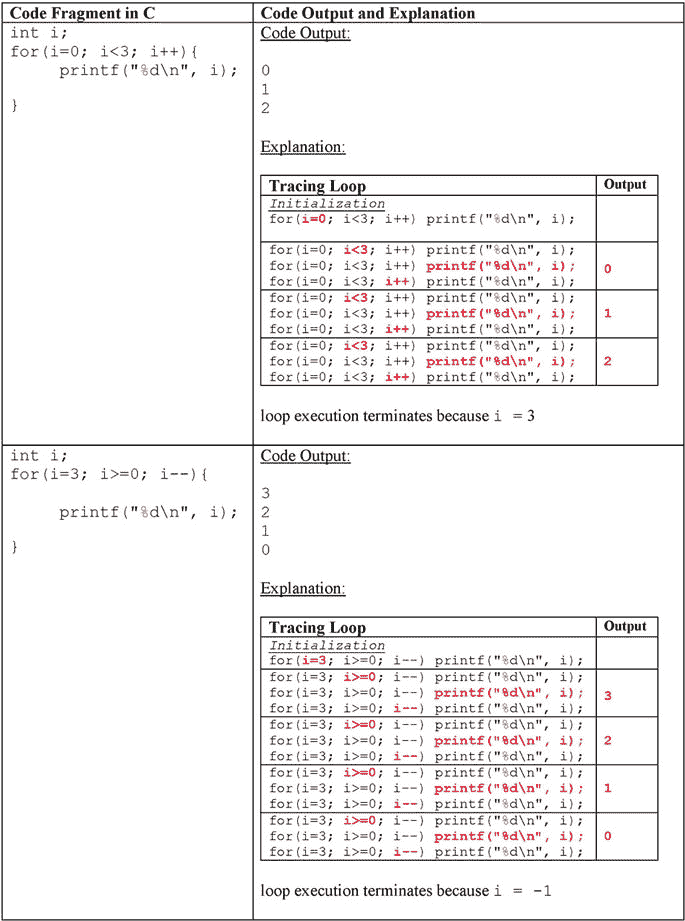 Code Fragment in C
Code Output and Explanation
int i;
for(i=0; i<3; i++){
printf("%d\n", i);
}
Code Output:
0
1
2
Explanation:
Tracing Loop
Output
Initialization
for(i=0; i<3; i++) printf("%d\n", i);
for(i=0; i<3; i++) printf("%d\n", i);
for(i=0; i<3; i++) printf("%d\n", i);
for(i=0; i<3; i++) printf("%d\n", i);
0
for(i=0; i<3; i++) printf("%d\n", i);
for(i=0; i<3; i++) printf("%d\n", i);
for(i=0; i<3; i++) printf("%d\n", i);
1
for(i=0; i<3; i++) printf("%d\n", i);
for(i=0; i<3; i++) printf("%d\n", i);
for(i=0; i<3; i++) printf("%d\n", i);
2
loop execution terminates because i = 3
int i;
for(i=3; i>=0; i--){
printf("%d\n", i);
}
Code Output:
3
2
1
0
Explanation:
Tracing Loop
Output
Initialization
for(i=3; i>=0; i--) printf("%d\n", i);
for(i=3; i>=0; i--) printf("%d\n", i);
for(i=3; i>=0; i--) printf("%d\n", i);
for(i=3; i>=0; i--) printf("%d\n", i);
3
for(i=3; i>=0; i--) printf("%d\n", i);
for(i=3; i>=0; i--) printf("%d\n", i);
for(i=3; i>=0; i--) printf("%d\n", i);
2
for(i=3; i>=0; i--) printf("%d\n", i);
for(i=3; i>=0; i--) printf("%d\n", i);
for(i=3; i>=0; i--) printf("%d\n", i);
1
for(i=3; i>=0; i--) printf("%d\n", i);
for(i=3; i>=0; i--) printf("%d\n", i);
for(i=3; i>=0; i--) printf("%d\n", i);
0
loop execution terminates because i = -1